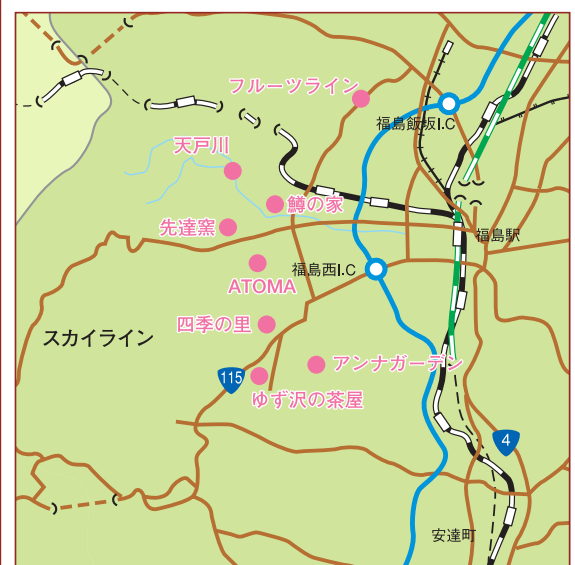 フルーツライン
福島飯坂I.C
天戸川
鱒の家
先達窯
福島駅
福島西I.C
ATOMA
四季の里
スカイライン
アンナガーデン
115
ゆず沢の茶屋
4
安達町